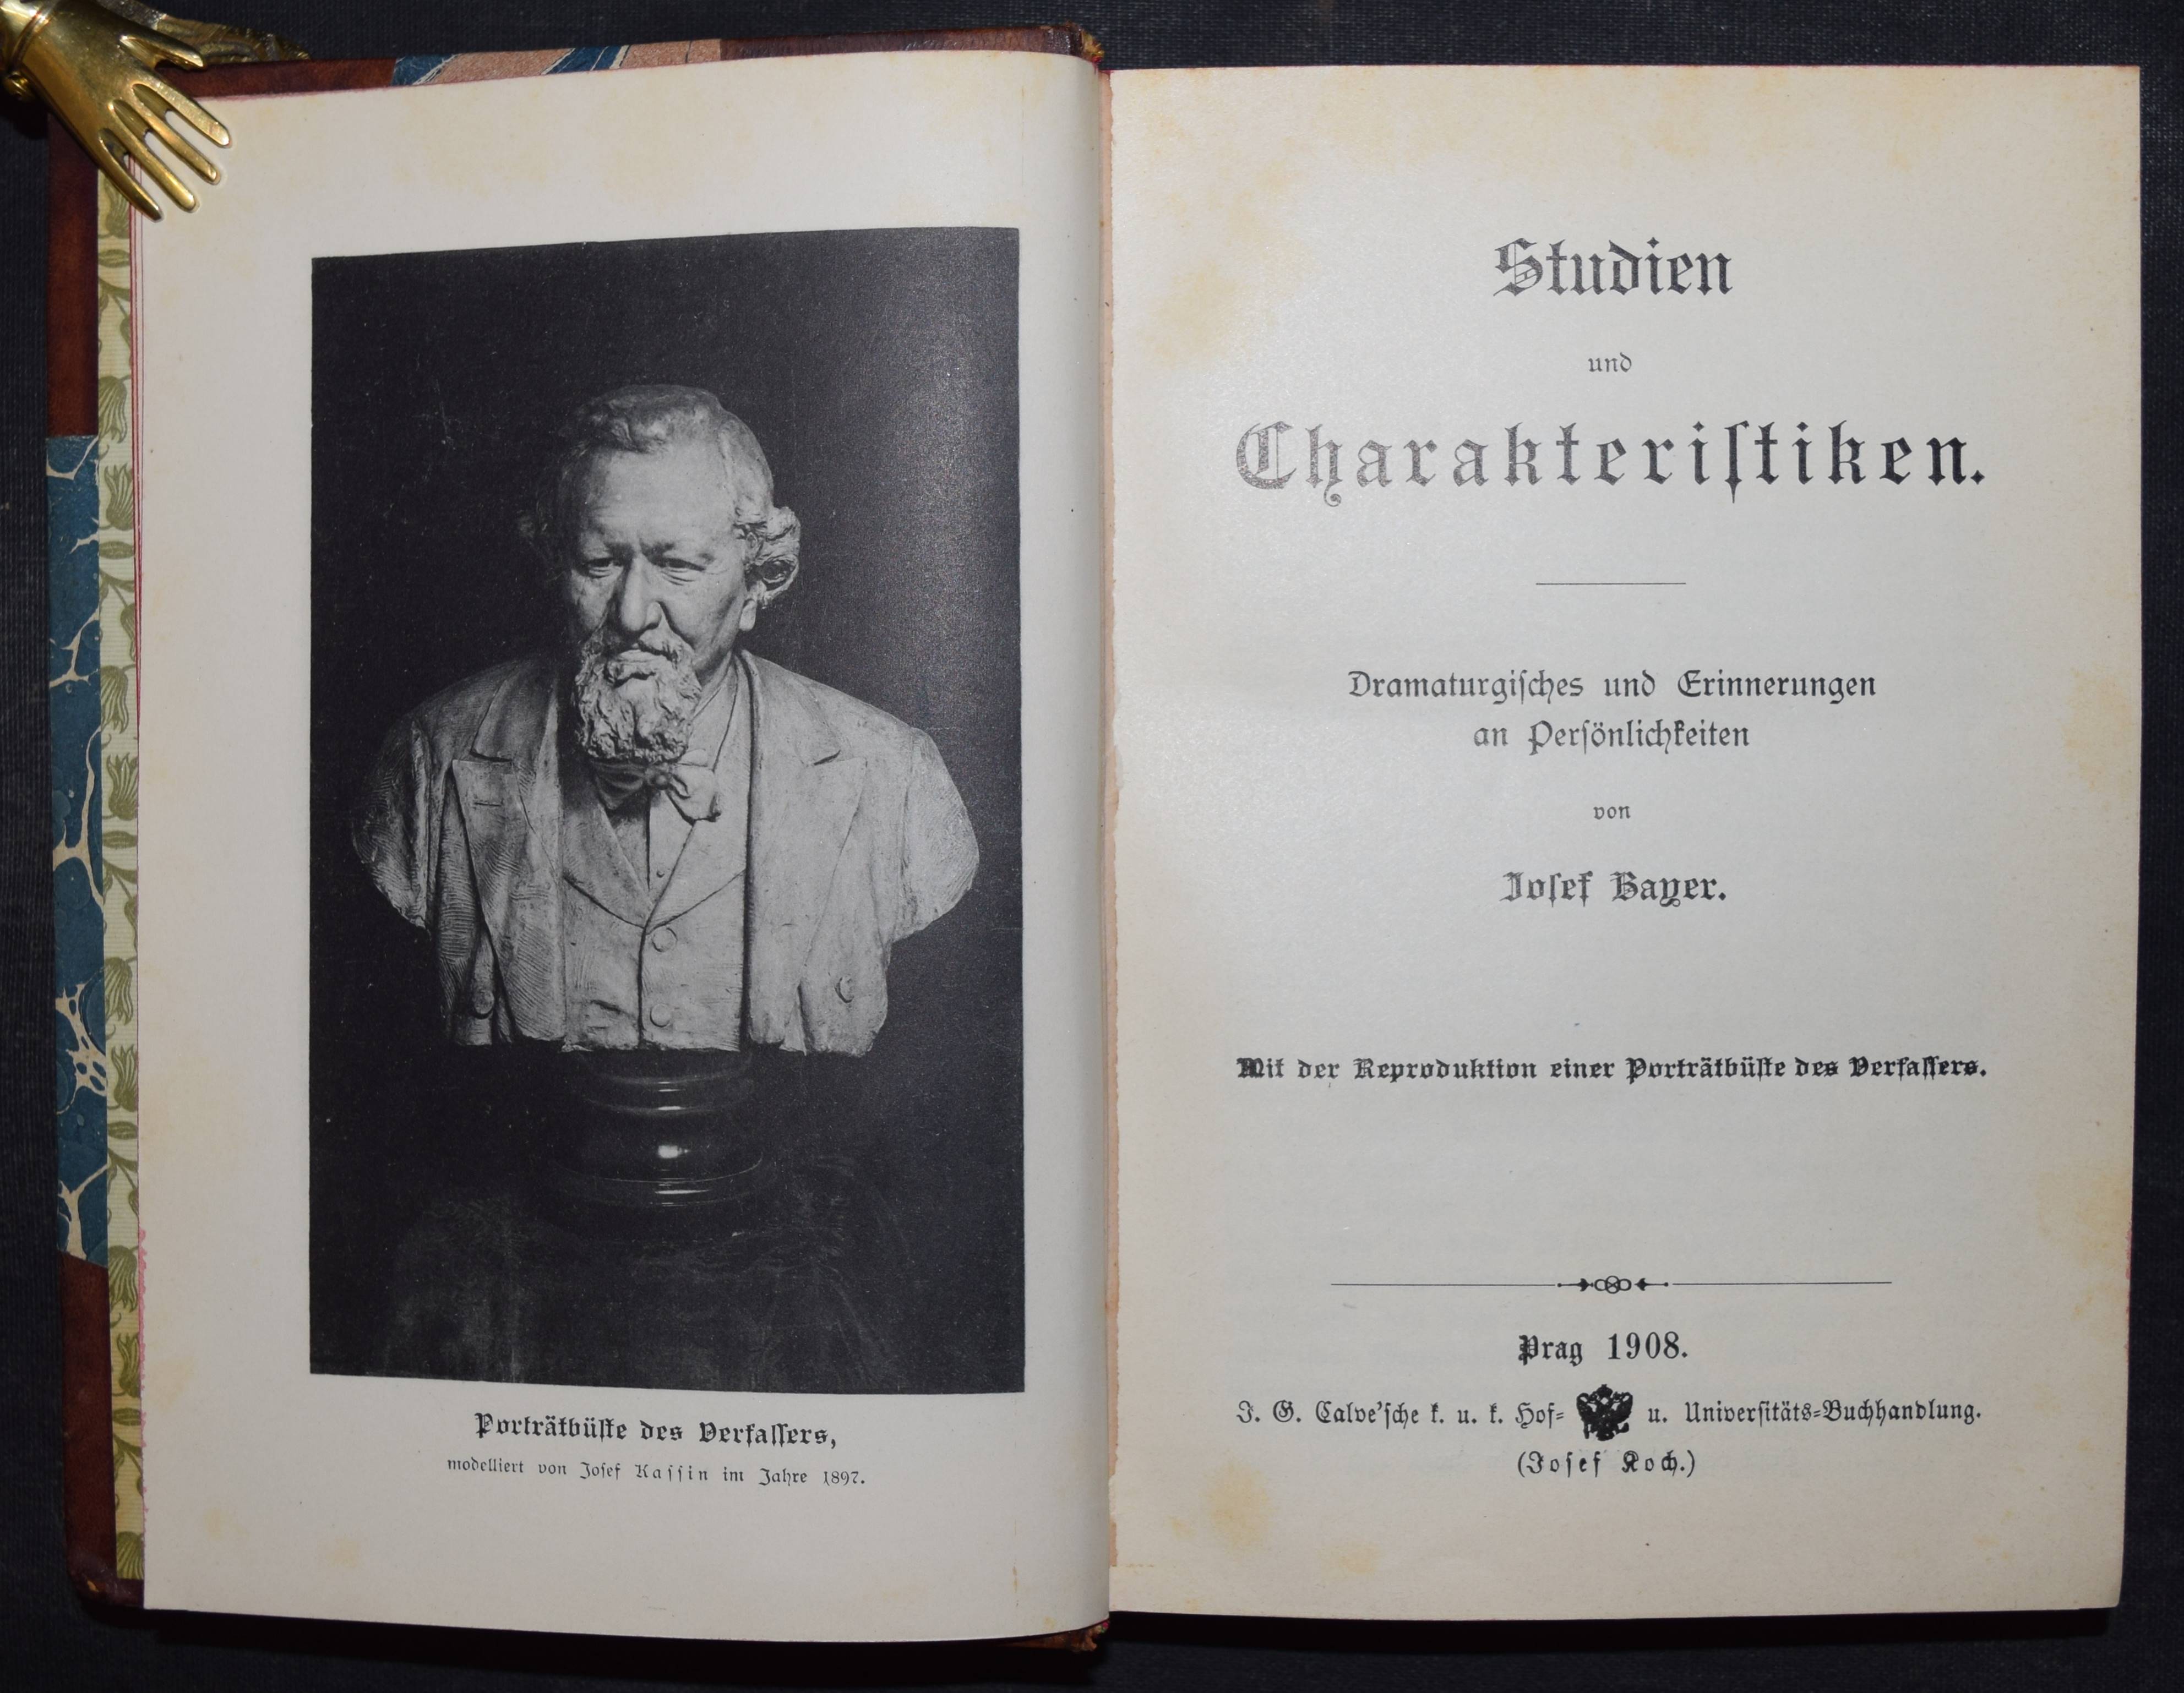 Porträtbüſte des Verfaſſers,
modelliert von Joſef Kaſſin im Jahre 1897.
Studien
und
Charakteriſtiken.
Dramaturgiſches und Erinnerungen
an Perſönlichkeiten
von
Joſef Bayer.
Mit der Reproduktion einer Porträtbüſte des Verfaſſers.
Prag 1908.
J. G. Calve'ſche k. u. k. Hof- u. Univerſitäts-Buchhandlung.
(Joſef Koch.)